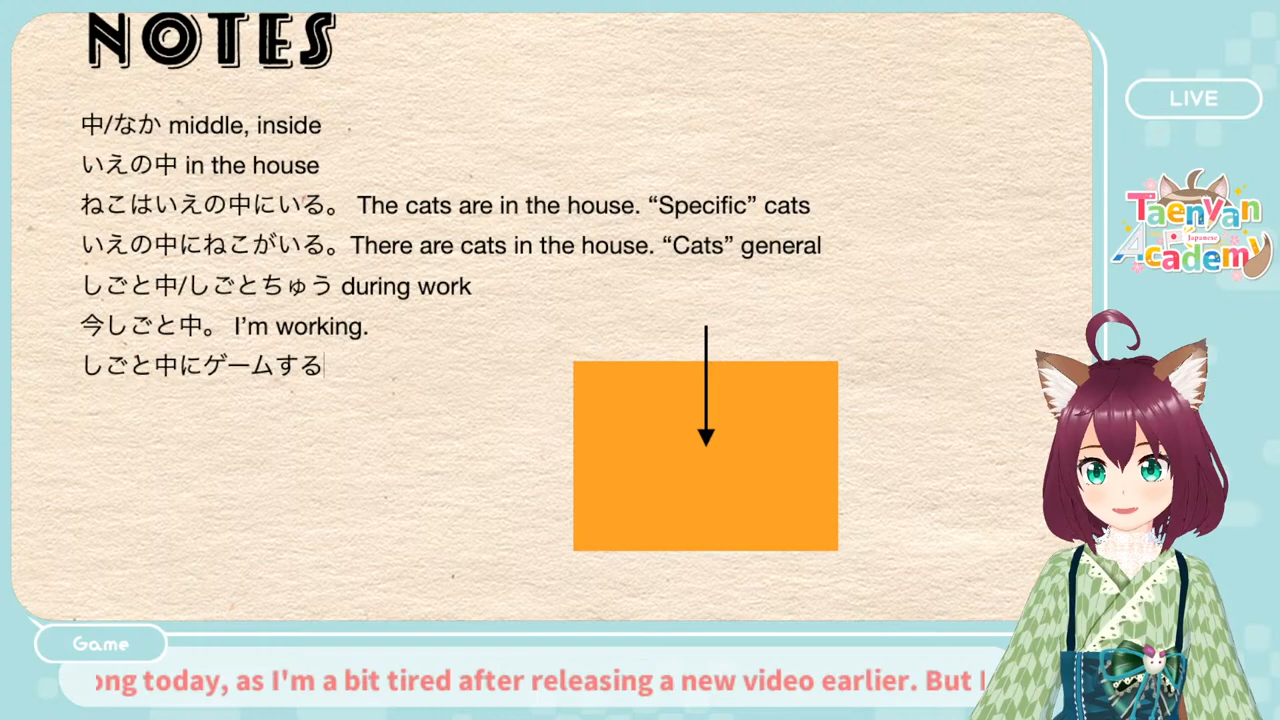 NOTES
中/なか middle, inside
いえの中 in the house
ねこはいえの中にいる。 The cats are in the house. “Specific” cats
いえの中にねこがいる。There are cats in the house. “Cats” general
しごと中/しごとちゅう during work
今しごと中。 I’m working.
しごと中にゲームする
LIVE
Taenyan
Japanese
Academy
Game
ong today, as I'm a bit tired after releasing a new video earlier. But I